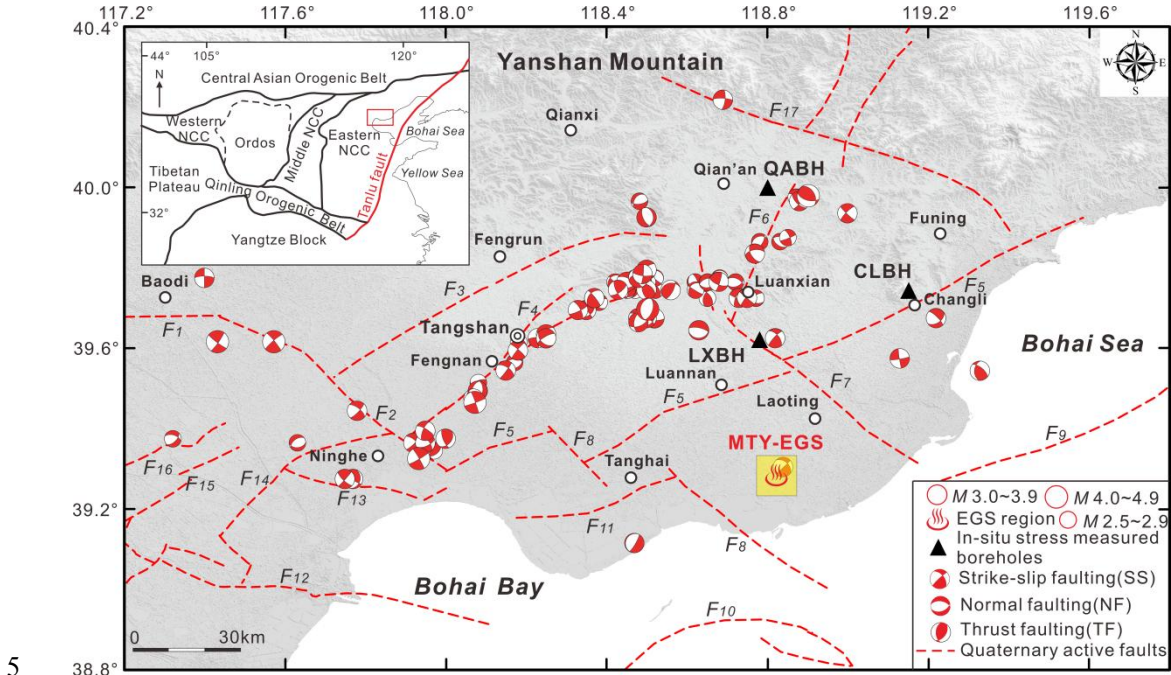 117.2° 117.6° 118.0° 118.4° 118.8° 119.2° 119.6°
40.4°
40.0°
39.6°
39.2°
38.8°
44° 105° 120°
N
Central Asian Orogenic Belt
Western NCC
Ordos
Middle NCC
Eastern NCC
Bohai Sea
Tibetan Plateau
Qinling Orogenic Belt
Tanlu fault
Yellow Sea
32°
Yangtze Block
Yanshan Mountain
N
W E
S
Qianxi
F17
Qian'an QABH
F6
Funing
Fengrun
Baodi
F3
F4
Luanxian
CLBH
Changli
F5
F1
Tangshan
Fengnan
LXBH
Luannan
Bohai Sea
F2
F5
F7
Laoting
F5
F8
F9
MTY-EGS
Ninghe
Tanghai
F16
F15
F14
F13
F11
F8
F12
Bohai Bay
F10
0 30km
M 3.0~3.9 M 4.0~4.9
EGS region M 2.5~2.9
In-situ stress measured
boreholes
Strike-slip faulting(SS)
Normal faulting(NF)
Thrust faulting(TF)
Quaternary active faults
5